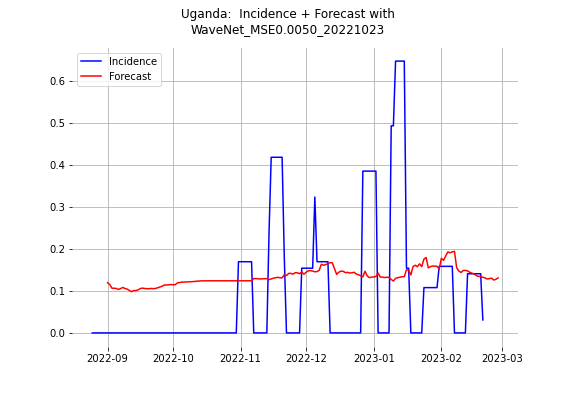 Uganda:  Incidence + Forecast with
WaveNet_MSE0.0050_20221023
Incidence
Forecast
0.6
0.5
0.4
0.3
0.2
0.1
0.0
2022-09 2022-10 2022-11 2022-12 2023-01 2023-02 2023-03